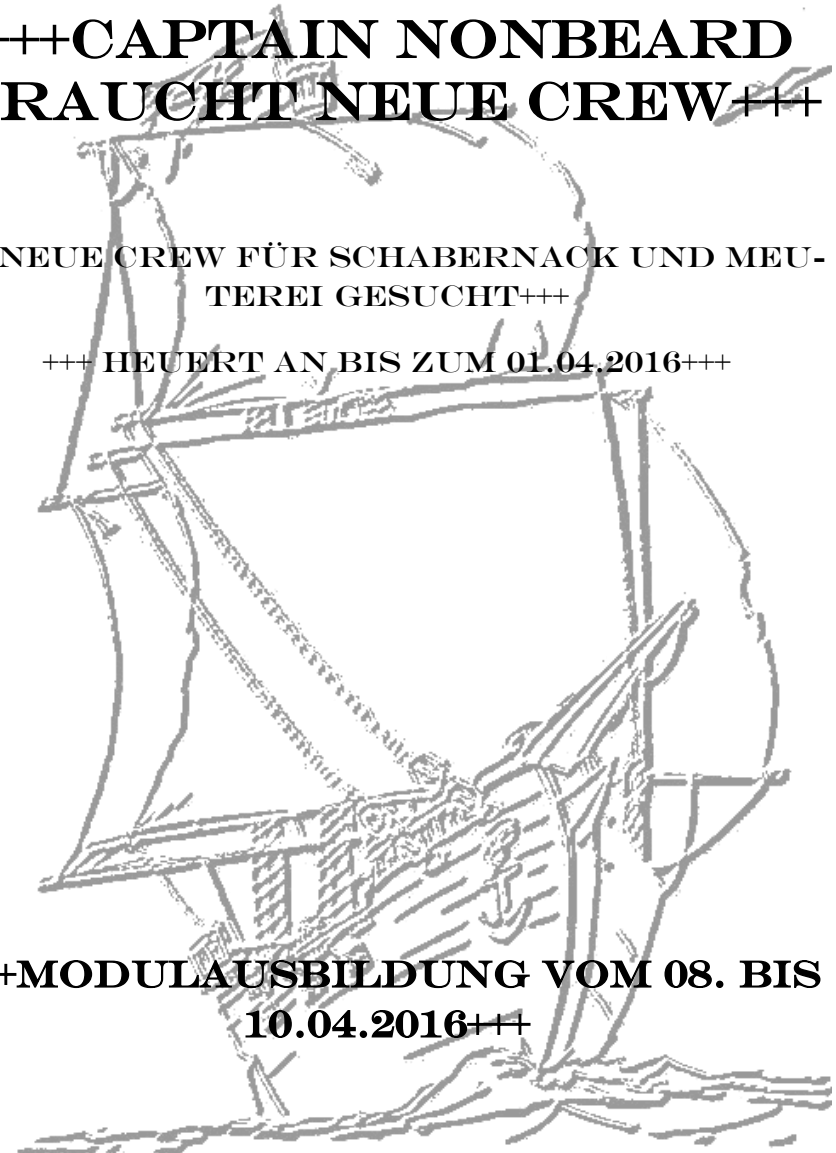 +++CAPTAIN NONBEARD
RAUCHT NEUE CREW+++
NEUE CREW FÜR SCHABERNACK UND MEU-
TEREI GESUCHT+++
+++ HEUERT AN BIS ZUM 01.04.2016+++
+MODULAUSBILDUNG VOM 08. BIS
10.04.2016+++